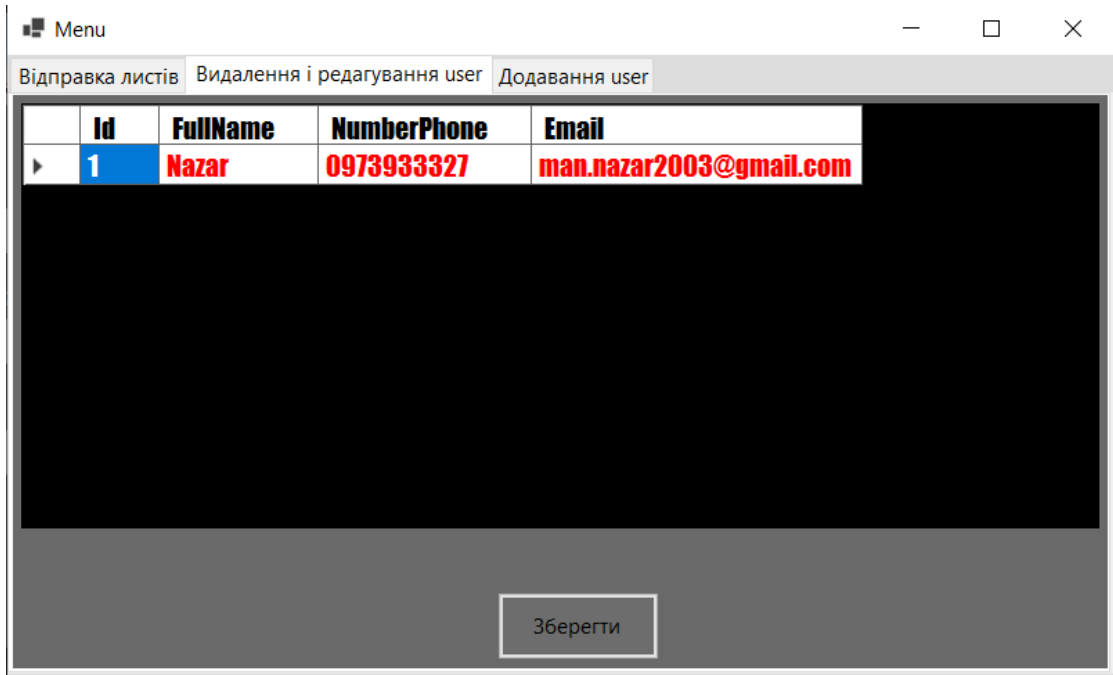 Menu
Відправка листів Видалення і редагування user Додавання user
Id FullName NumberPhone Email
1 Nazar 0973933327 man.nazar2003@gmail.com
Зберегти